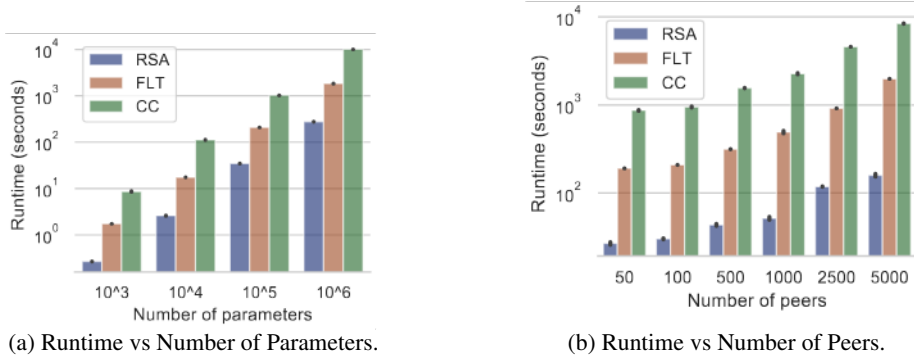 Runtime (seconds)
10^4
10^3
10^2
10^1
10^0
RSA
FLT
CC
10^3 10^4 10^5 10^6
Number of parameters
(a) Runtime vs Number of Parameters.
Runtime (seconds)
10^4
10^3
10^2
RSA
FLT
CC
50 100 500 1000 2500 5000
Number of peers
(b) Runtime vs Number of Peers.